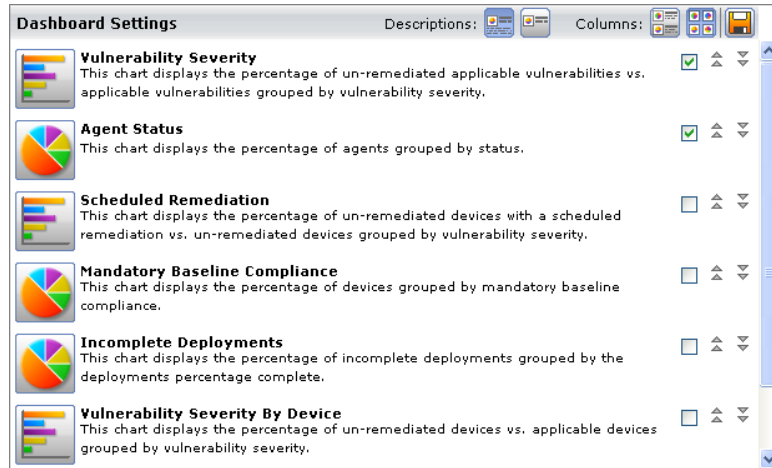 Dashboard Settings
Descriptions:
Columns:
Vulnerability Severity
This chart displays the percentage of un-remediated applicable vulnerabilities vs.
applicable vulnerabilities grouped by vulnerability severity.
Agent Status
This chart displays the percentage of agents grouped by status.
Scheduled Remediation
This chart displays the percentage of un-remediated devices with a scheduled
remediation vs. un-remediated devices grouped by vulnerability severity.
Mandatory Baseline Compliance
This chart displays the percentage of devices grouped by mandatory baseline
compliance.
Incomplete Deployments
This chart displays the percentage of incomplete deployments grouped by the
deployments percentage complete.
Vulnerability Severity By Device
This chart displays the percentage of un-remediated devices vs. applicable devices
grouped by vulnerability severity.